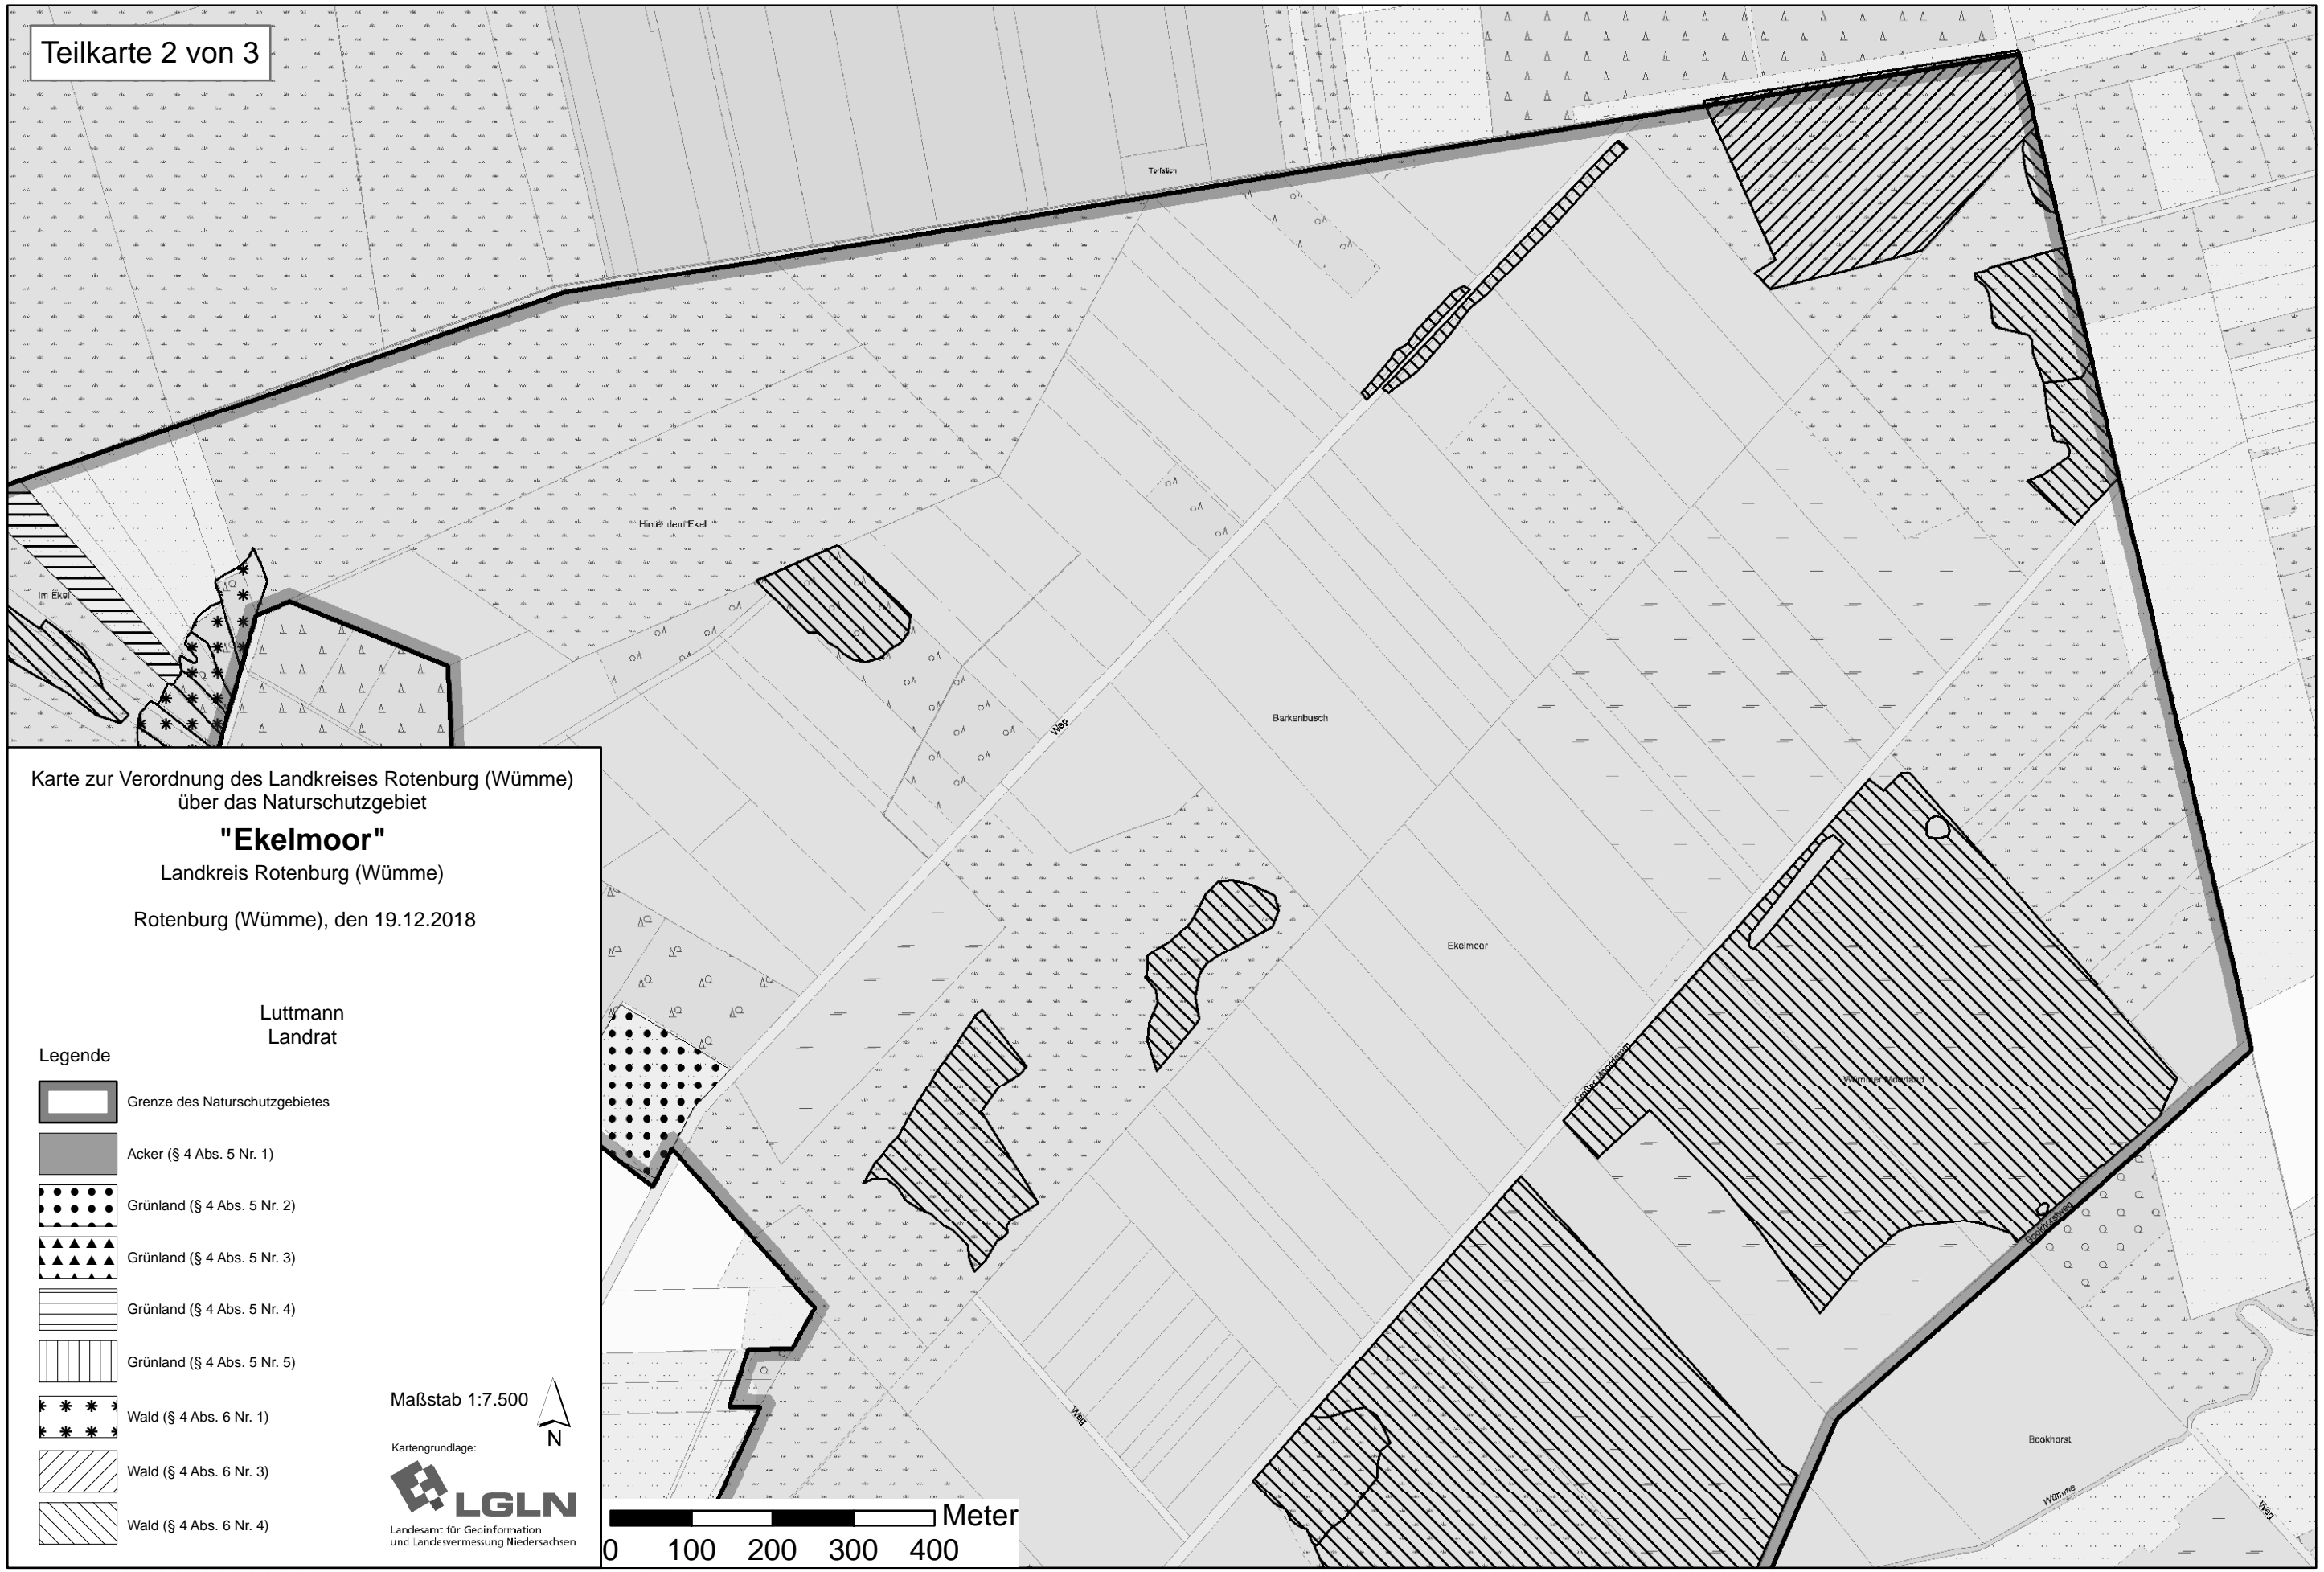 Teilkarte 2 von 3
Hinter dem Ekel
Im Ekel
Weg
Barkenbusch
Ekelmoor
Großer Moordamm
Weg
Bookhorst
Wümme
Weg
Karte zur Verordnung des Landkreises Rotenburg (Wümme)
über das Naturschutzgebiet
"Ekelmoor"
Landkreis Rotenburg (Wümme)
Rotenburg (Wümme), den 19.12.2018
Luttmann
Landrat
Legende
Grenze des Naturschutzgebietes
Acker (§ 4 Abs. 5 Nr. 1)
Grünland (§ 4 Abs. 5 Nr. 2)
Grünland (§ 4 Abs. 5 Nr. 3)
Grünland (§ 4 Abs. 5 Nr. 4)
Grünland (§ 4 Abs. 5 Nr. 5)
Wald (§ 4 Abs. 6 Nr. 1)
Wald (§ 4 Abs. 6 Nr. 3)
Wald (§ 4 Abs. 6 Nr. 4)
Maßstab 1:7.500
N
Kartengrundlage:
LGLN
Landesamt für Geoinformation
und Landesvermessung Niedersachsen
Meter
0 100 200 300 400